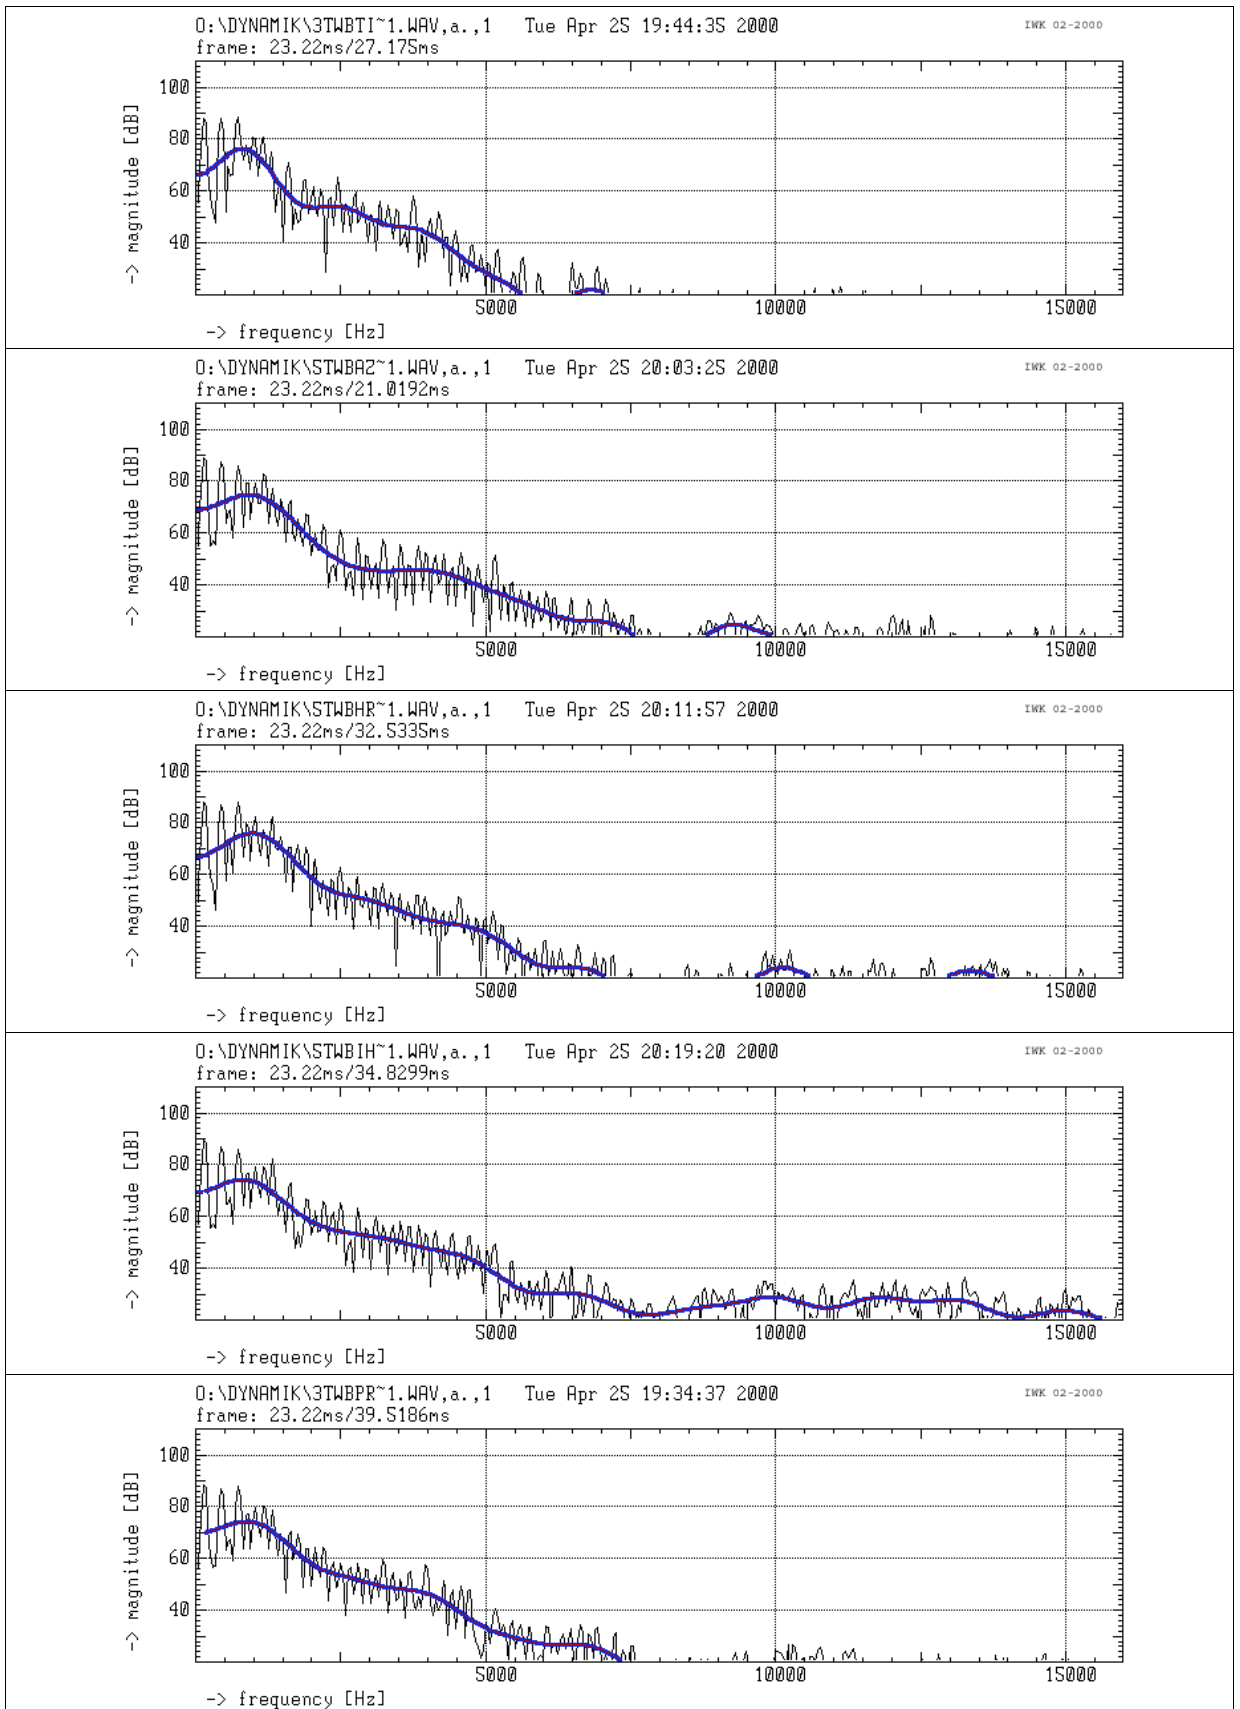 O:\DYNAMIK\3TWBTI~1.WAV,a.,1 Tue Apr 25 19:44:35 2000 IWK 02-2000
frame: 23.22ms/27.175ms
100
80
60
40
-> magnitude [dB]
5000 10000 15000
-> frequency [Hz]
O:\DYNAMIK\STWBAZ~1.WAV,a.,1 Tue Apr 25 20:03:25 2000 IWK 02-2000
frame: 23.22ms/21.0192ms
100
80
60
40
-> magnitude [dB]
5000 10000 15000
-> frequency [Hz]
O:\DYNAMIK\STWBHR~1.WAV,a.,1 Tue Apr 25 20:11:57 2000 IWK 02-2000
frame: 23.22ms/32.5335ms
100
80
60
40
-> magnitude [dB]
5000 10000 15000
-> frequency [Hz]
O:\DYNAMIK\STWBIH~1.WAV,a.,1 Tue Apr 25 20:19:20 2000 IWK 02-2000
frame: 23.22ms/34.8299ms
100
80
60
40
-> magnitude [dB]
5000 10000 15000
-> frequency [Hz]
O:\DYNAMIK\3TWBPR~1.WAV,a.,1 Tue Apr 25 19:34:37 2000 IWK 02-2000
frame: 23.22ms/39.5186ms
100
80
60
40
-> magnitude [dB]
5000 10000 15000
-> frequency [Hz]